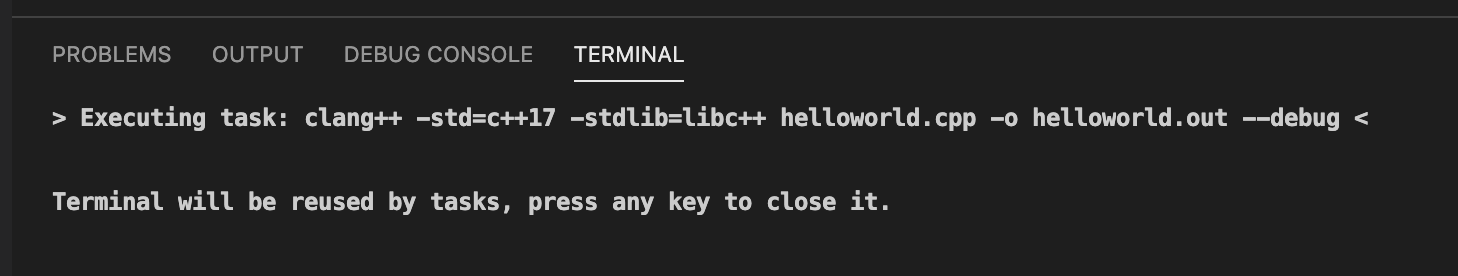 PROBLEMS OUTPUT DEBUG CONSOLE TERMINAL
> Executing task: clang++ -std=c++17 -stdlib=libc++ helloworld.cpp -o helloworld.out --debug <
Terminal will be reused by tasks, press any key to close it.